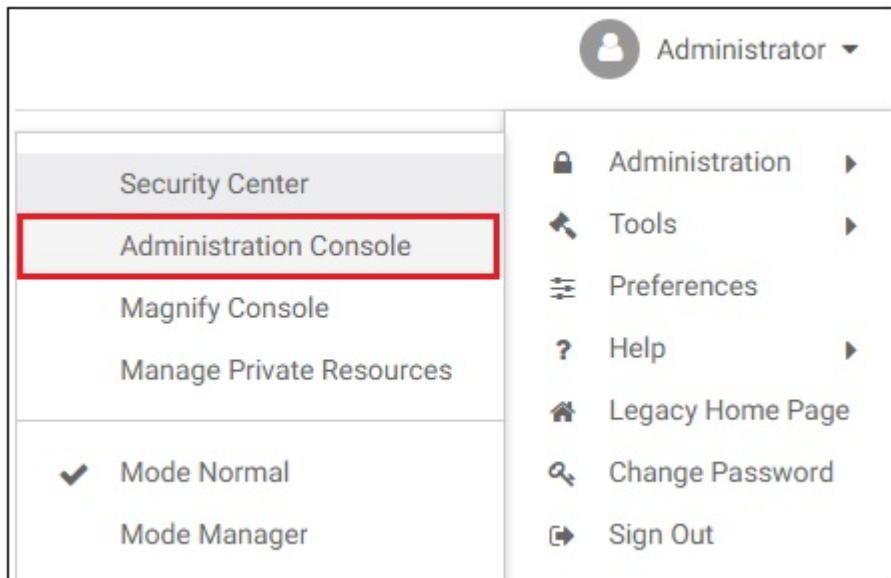 Administrator
Security Center
Administration Console
Magnify Console
Manage Private Resources
Mode Normal
Mode Manager
Administration
Tools
Preferences
? Help
Legacy Home Page
Change Password
Sign Out